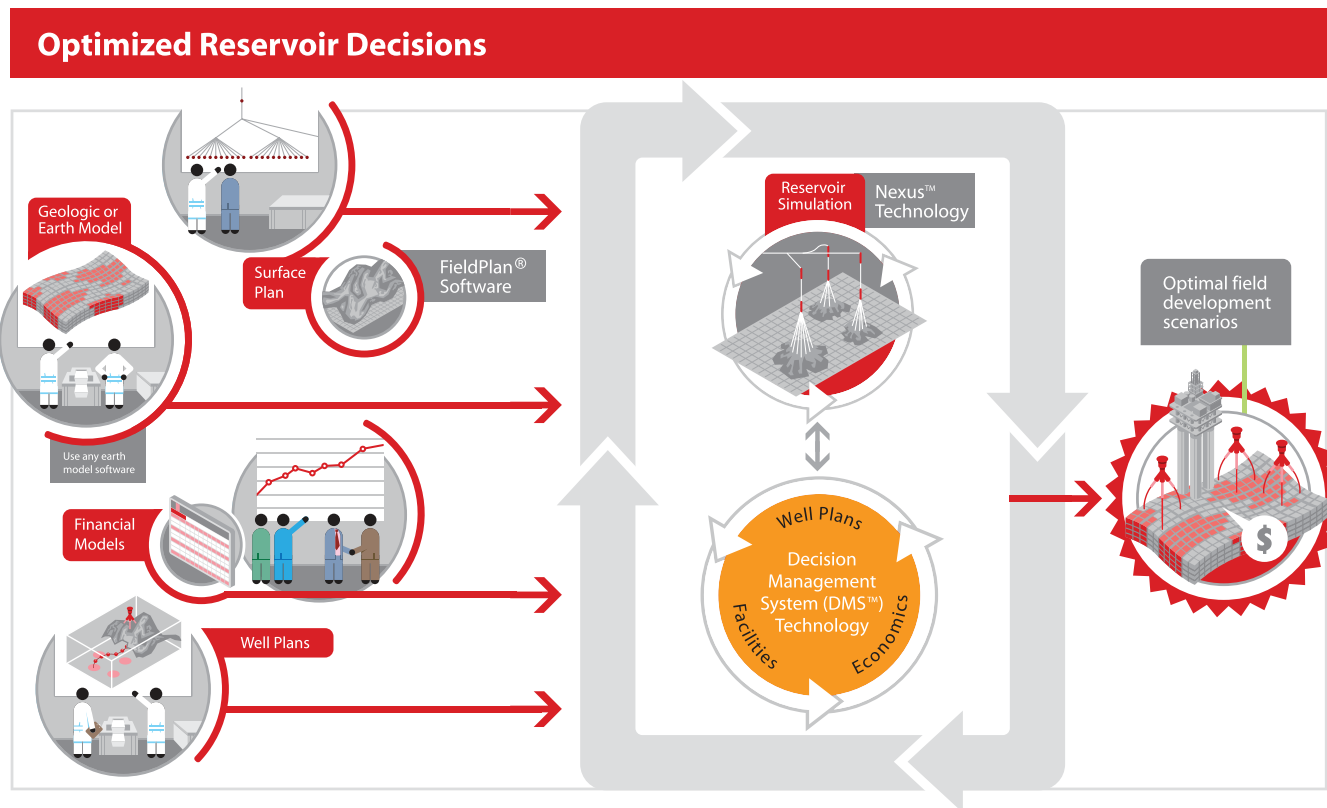 Optimized Reservoir Decisions
Geologic or
Earth Model
Surface
Plan
FieldPlan®
Software
Use any earth
model software
Financial
Models
Well Plans
Reservoir
Simulation
Nexus™
Technology
Well Plans
Decision
Management
System (DMS™)
Technology
Facilities
Economics
Optimal field
development
scenarios
$